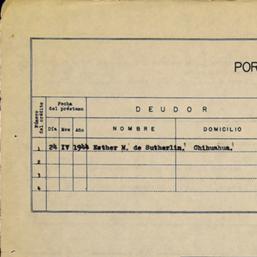 POR
Fecha
del préstamo
DEUDOR
Número
del crédito
Día Mes Año
NOMBRE
DOMICILIO
1 24 IV 1944 Esther M. de Sutherlin. Chihuahua.
2
3
4